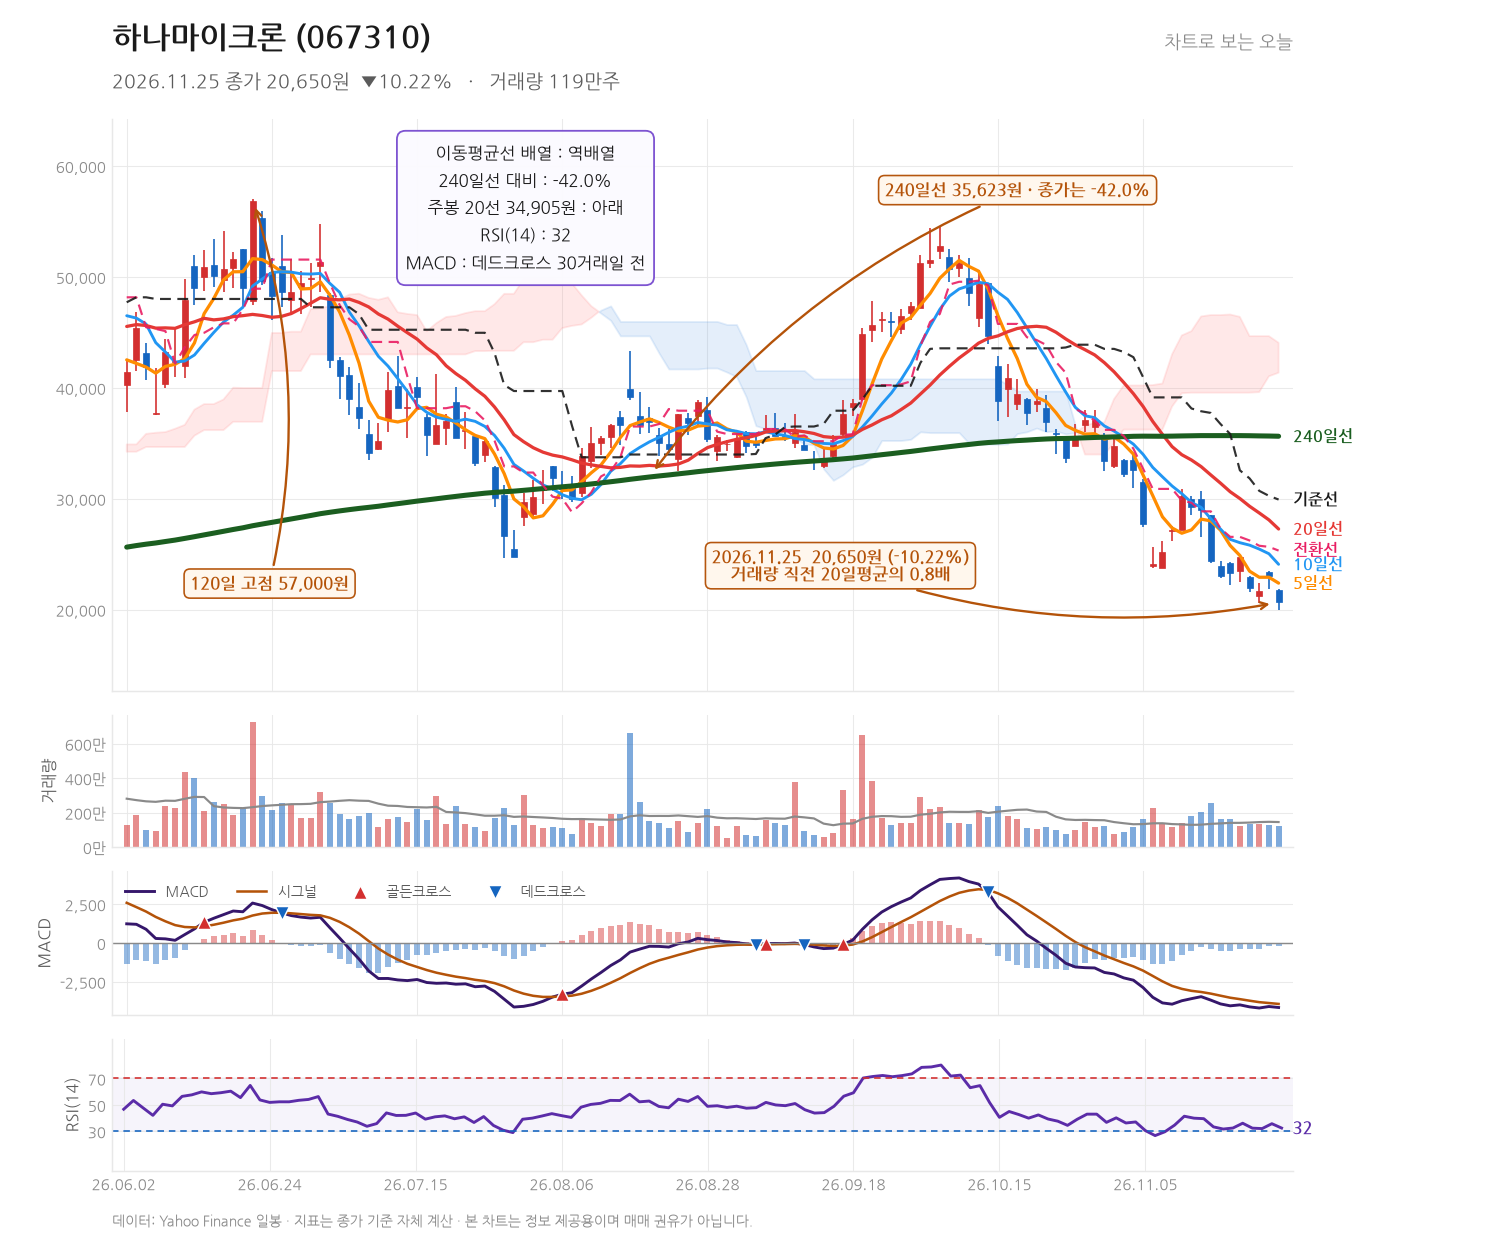 하나마이크론 (067310)
차트로 보는 오늘
2026.11.25 종가 20,650원 ▼10.22% · 거래량 119만주
이동평균선 배열 : 역배열
240일선 대비 : -42.0%
주봉 20선 34,905원 : 아래
RSI(14) : 32
MACD : 데드크로스 30거래일 전
240일선 35,623원 · 종가는 -42.0%
60,000
50,000
40,000
30,000
20,000
240일선
기준선
20일선
전환선
10일선
5일선
120일 고점 57,000원
2026.11.25 20,650원 (-10.22%)
거래량 직전 20일평균의 0.8배
거래량
600만
400만
200만
0만
MACD
MACD
시그널
골든크로스
데드크로스
2,500
0
-2,500
RSI(14)
70
50
30
32
26.06.02
26.06.24
26.07.15
26.08.06
26.08.28
26.09.18
26.10.15
26.11.05
데이터: Yahoo Finance 일봉 · 지표는 종가 기준 자체 계산 · 본 차트는 정보 제공용이며 매매 권유가 아닙니다.